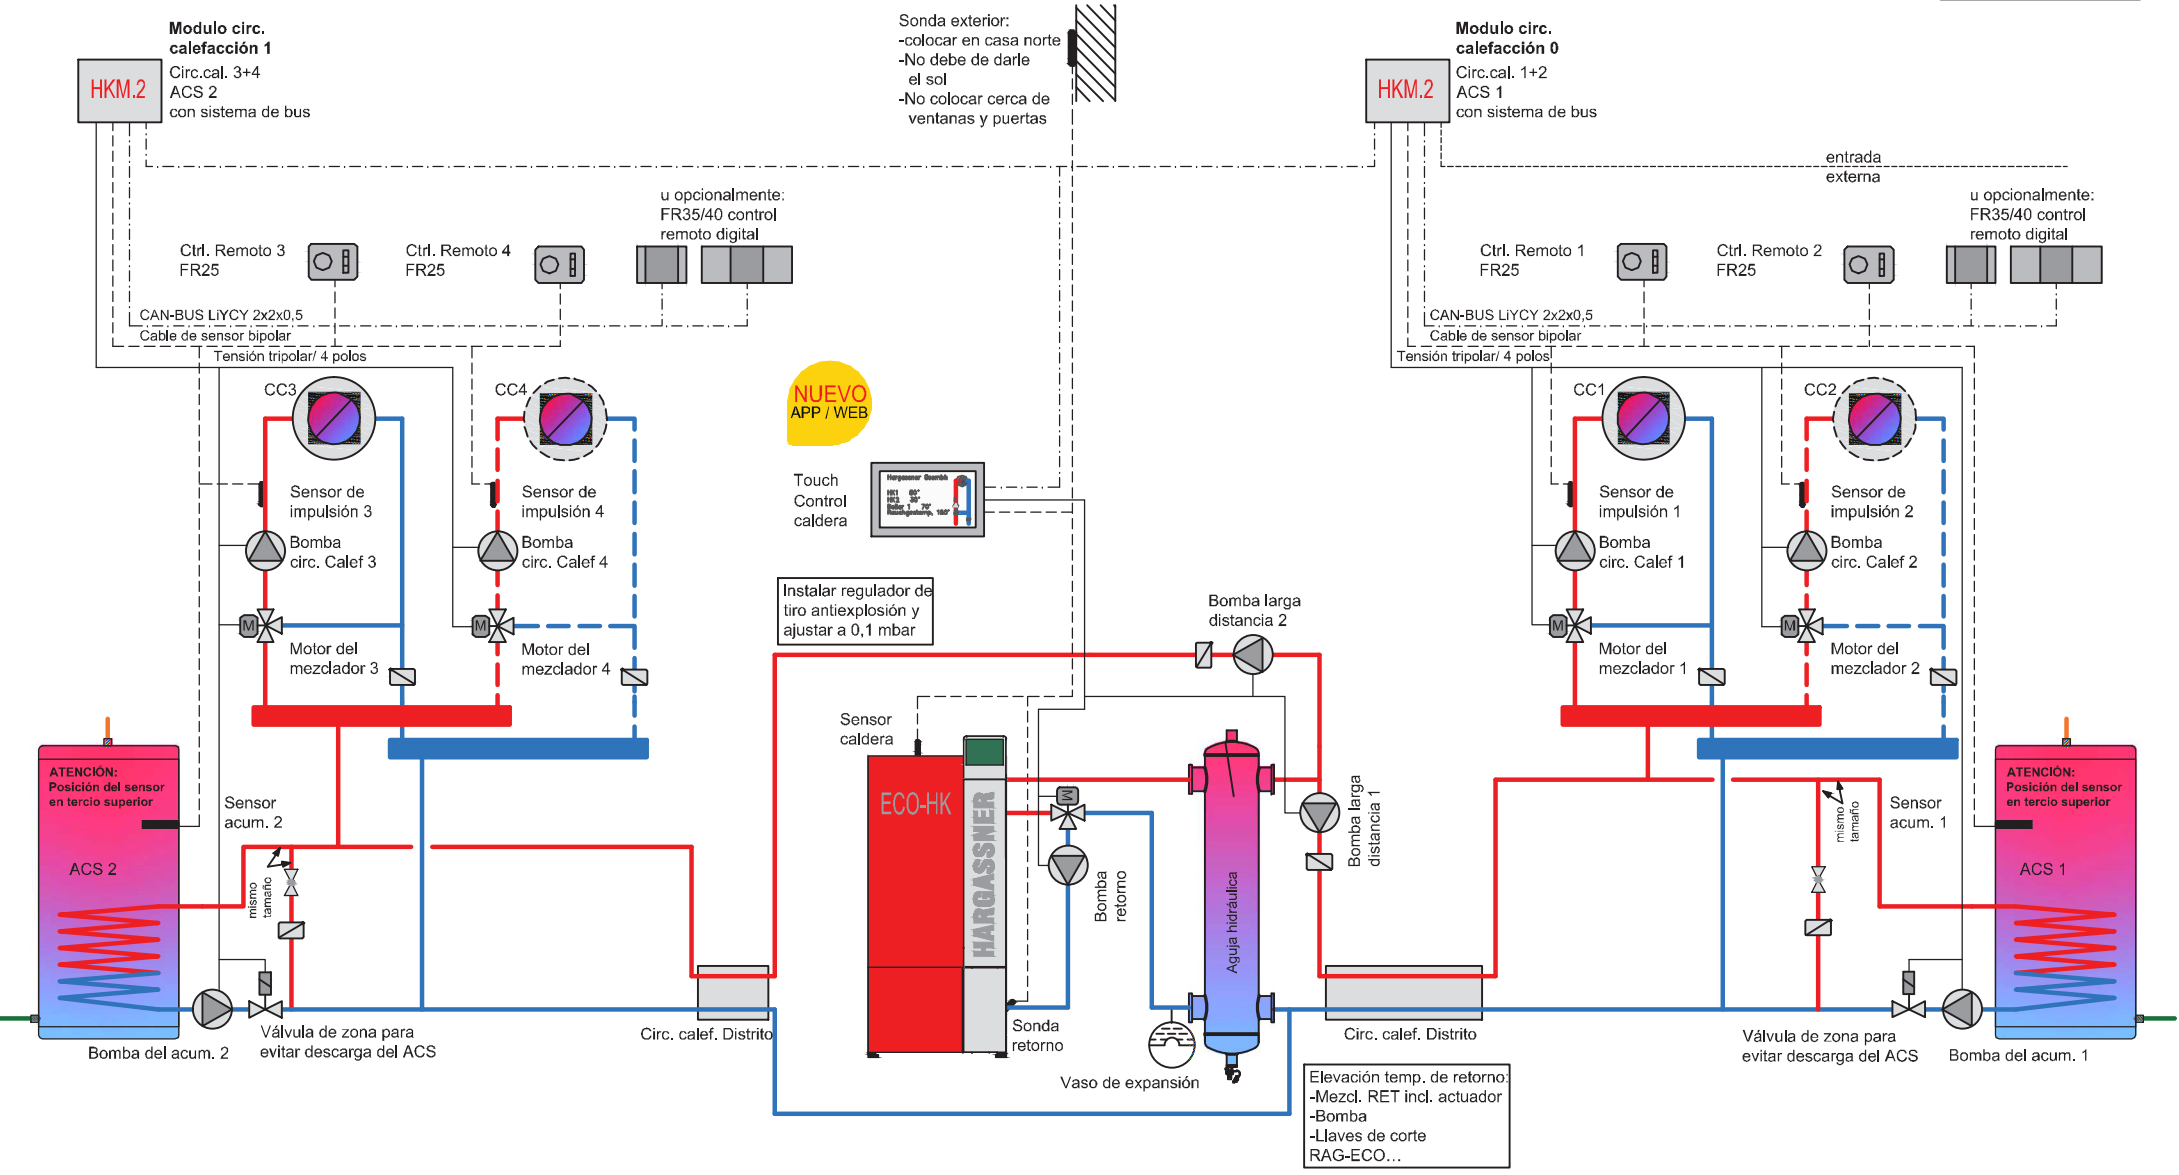 Modulo circ.
calefacción 1
HKM.2
Circ.cal. 3+4
ACS 2
con sistema de bus
Sonda exterior:
-colocar en casa norte
-No debe de darle
el sol
-No colocar cerca de
ventanas y puertas
Modulo circ.
calefacción 0
HKM.2
Circ.cal. 1+2
ACS 1
con sistema de bus
entrada
externa
u opcionalmente:
FR35/40 control
remoto digital
Ctrl. Remoto 3
FR25
Ctrl. Remoto 4
FR25
u opcionalmente:
FR35/40 control
remoto digital
Ctrl. Remoto 1
FR25
Ctrl. Remoto 2
FR25
CAN-BUS LiYCY 2x2x0,5
Cable de sensor bipolar
Tensión tripolar/ 4 polos
CAN-BUS LiYCY 2x2x0,5
Cable de sensor bipolar
Tensión tripolar/ 4 polos
CC3
CC4
NUEVO
APP / WEB
CC1
CC2
Touch
Control
caldera
Hargassner GesmbH
HK1 60°
Sensor de
impulsión 3
Sensor de
impulsión 4
Sensor de
impulsión 1
Sensor de
impulsión 2
Bomba
circ. Calef 3
Bomba
circ. Calef 4
Bomba
circ. Calef 1
Bomba
circ. Calef 2
Instalar regulador de
tiro antiexplosión y
ajustar a 0,1 mbar
Bomba larga
distancia 2
M
Motor del
mezclador 3
M
Motor del
mezclador 4
M
Motor del
mezclador 1
M
Motor del
mezclador 2
Sensor
caldera
ATENCIÓN:
Posición del sensor
en tercio superior
Sensor
acum. 2
ACS 2
mismo
tamaño
ECO-HK
HARGASSNER
M
Bomba
retorno
Aguja hidráulica
Bomba larga
distancia 1
mismo
tamaño
Sensor
acum. 1
ATENCIÓN:
Posición del sensor
en tercio superior
ACS 1
Bomba del acum. 2
Válvula de zona para
evitar descarga del ACS
Circ. calef. Distrito
Sonda
retorno
Vaso de expansión
Circ. calef. Distrito
Válvula de zona para
evitar descarga del ACS
Bomba del acum. 1
Elevación temp. de retorno:
-Mezcl. RET incl. actuador
-Bomba
-Llaves de corte
RAG-ECO...